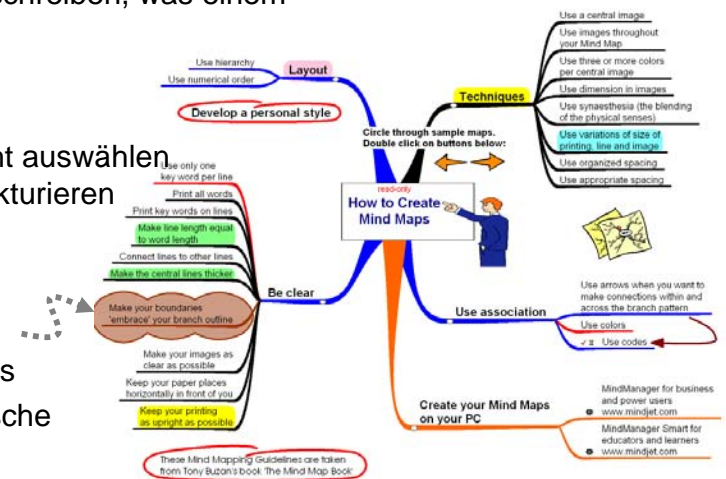 schreiben, was einem
nt auswählen
kturieren
s
sche
Use hierarchy
Use numerical order
Layout
Develop a personal style
Use a central image
Use images throughout
your Mind Map
Use three or more colors
per central image
Use dimension in images
Use synaesthesia (the blending
of the physical senses)
Use variations of size of
printing, line and image
Use organized spacing
Use appropriate spacing
Techniques
Circle through sample maps.
Double click on buttons below:
read-only
How to Create
Mind Maps
Use only one
key word per line
Print all words
Print key words on lines
Make line length equal
to word length
Connect lines to other lines
Make the central lines thicker
Make your boundaries
'embrace' your branch outline
Make your images as
clear as possible
Keep your paper places
horizontally in front of you
Keep your printing
as upright as possible
Be clear
Use association
Use arrows when you want to
make connections within and
across the branch pattern
Use colors
Use codes
Create your Mind Maps
on your PC
MindManager for business
and power users
www.mindjet.com
MindManager Smart for
educators and learners
www.mindjet.com
These Mind Mapping Guidelines are taken
from Tony Buzan's book 'The Mind Map Book'